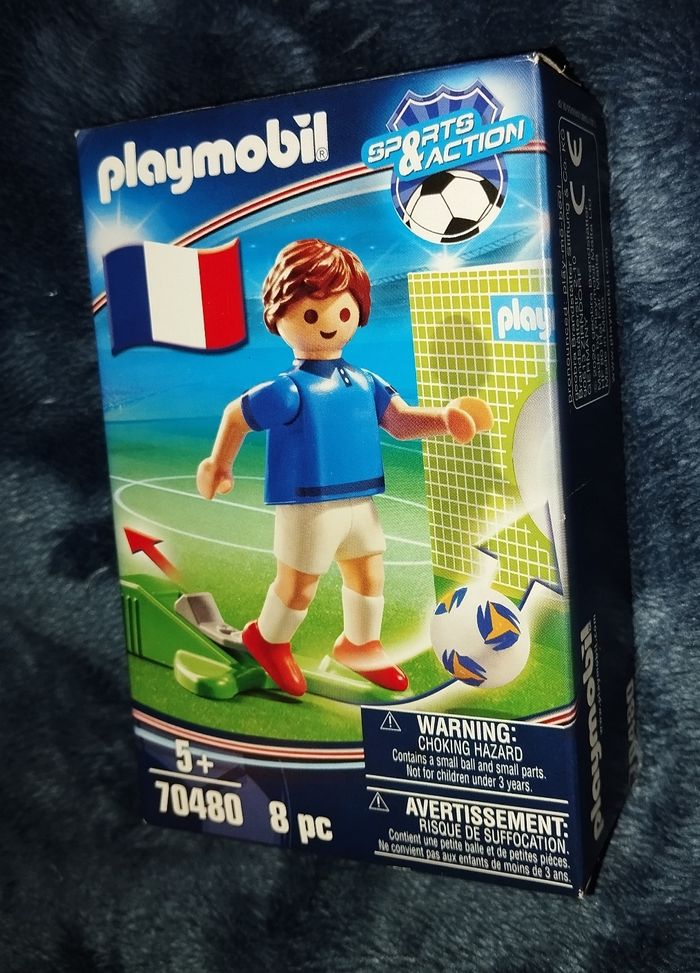 playmobil®
SPORTS
&ACTION
play
5+
70480
8 pc
WARNING:
CHOKING HAZARD
Contains a small ball and small parts.
Not for children under 3 years.
AVERTISSEMENT:
RISQUE DE SUFFOCATION.
Contient une petite balle et de petites pièces.
Ne convient pas aux enfants de moins de 3 ans.
CE
playmobil